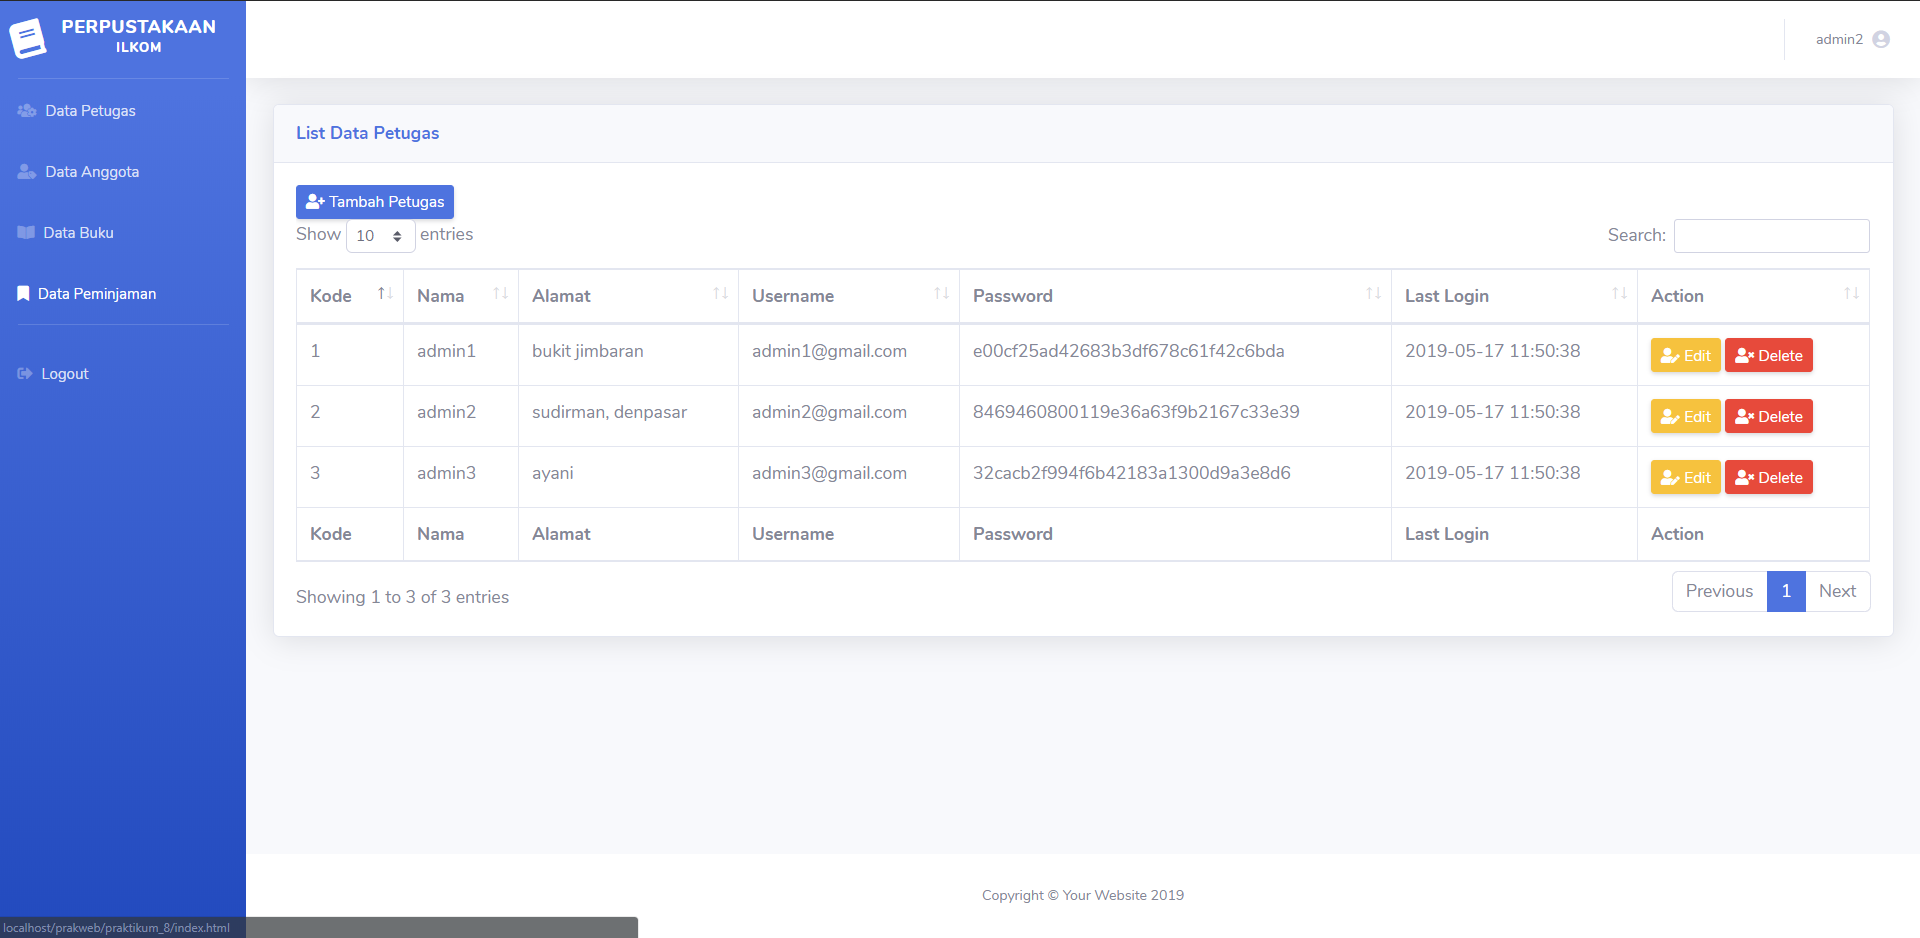 PERPUSTAKAAN
ILKOM
admin2
Data Petugas
Data Anggota
Data Buku
Data Peminjaman
Logout
List Data Petugas
Tambah Petugas
Show 10 entries
Search:
Kode Nama Alamat Username Password Last Login Action
1 admin1 bukit jimbaran admin1@gmail.com e00cf25ad42683b3df678c61f42c6bda 2019-05-17 11:50:38 Edit Delete
2 admin2 sudirman, denpasar admin2@gmail.com 8469460800119e36a63f9b2167c33e39 2019-05-17 11:50:38 Edit Delete
3 admin3 ayani admin3@gmail.com 32cacb2f994f6b42183a1300d9a3e8d6 2019-05-17 11:50:38 Edit Delete
Kode Nama Alamat Username Password Last Login Action
Showing 1 to 3 of 3 entries
Previous 1 Next
Copyright © Your Website 2019
localhost/prakweb/praktikum_8/index.html